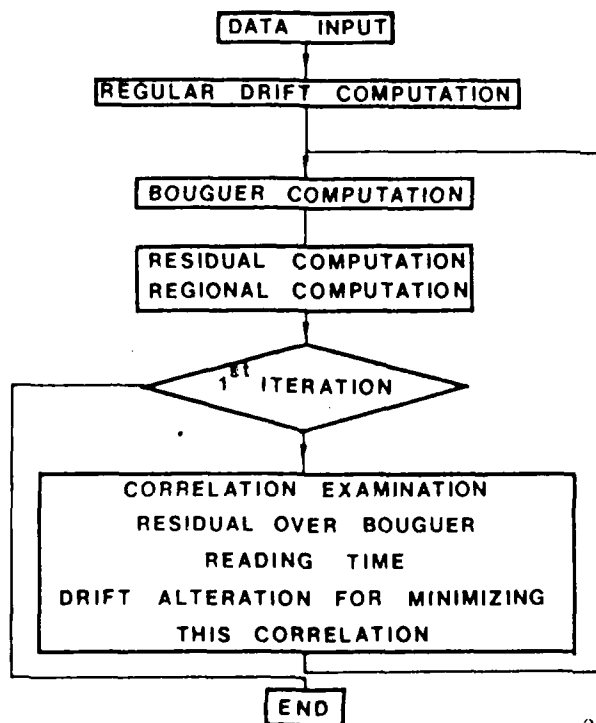 DATA INPUT
REGULAR DRIFT COMPUTATION
BOUGUER COMPUTATION
RESIDUAL COMPUTATION
REGIONAL COMPUTATION
1st ITERATION
CORRELATION EXAMINATION
RESIDUAL OVER BOUGUER
READING TIME
DRIFT ALTERATION FOR MINIMIZING
THIS CORRELATION
END